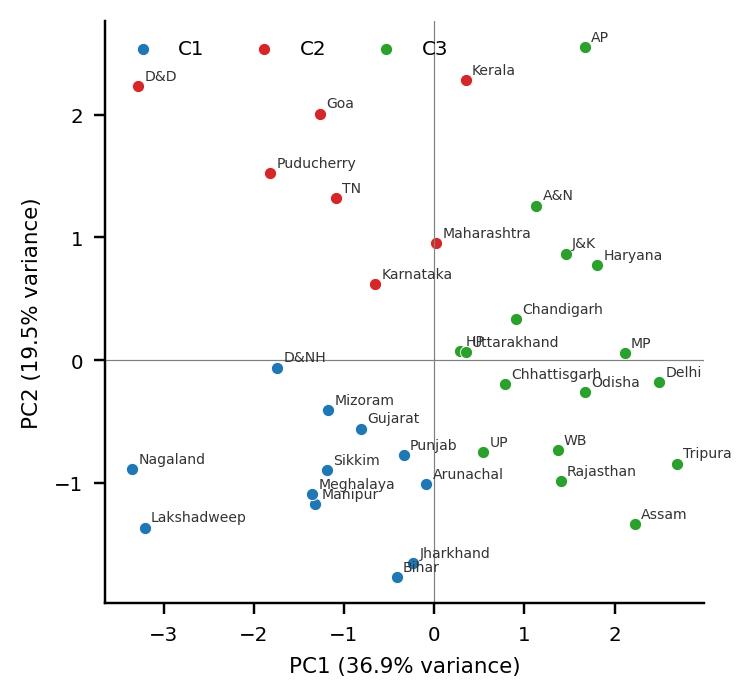 C1 C2 C3
AP
Kerala
D&D
Goa
Puducherry
TN
A&N
Maharashtra
J&K
Haryana
Karnataka
Chandigarh
HP
Uttarakhand
MP
D&NH
Chhattisgarh
Odisha
Delhi
Mizoram
Gujarat
Punjab
UP
WB
Tripura
Nagaland
Sikkim
Arunachal
Rajasthan
Meghalaya
Manipur
Lakshadweep
Assam
Jharkhand
Bihar
2
1
0
−1
PC2 (19.5% variance)
−3 −2 −1 0 1 2
PC1 (36.9% variance)